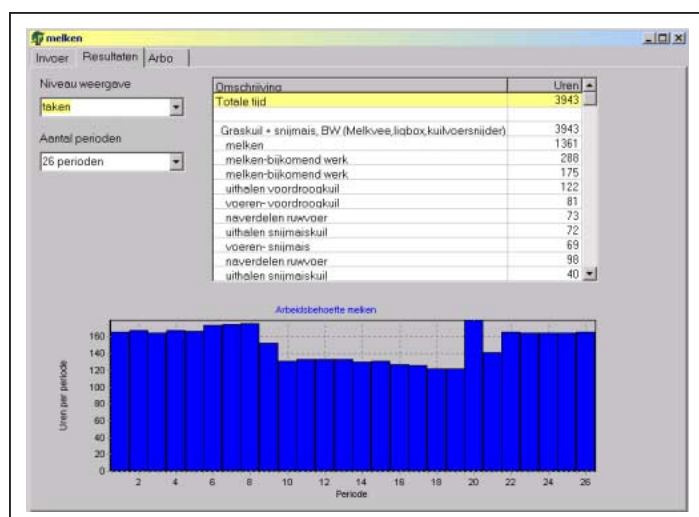 melken
Invoer Resultaten Arbo
Niveau weergave
taken
Aantal perioden
26 perioden
Omschrijving Uren
Totale tijd 3943
Graskuil + snijmais, BW (Melkvee,ligbox,kuilvoersnijder) 3943
melken 1361
melken-bijkomend werk 288
melken-bijkomend werk 175
uithalen voordroogkuil 122
voeren- voordroogkuil 81
naverdelen ruwvoer 73
uithalen snijmaiskuil 72
voeren- snijmais 69
naverdelen ruwvoer 98
uithalen snijmaiskuil 40
Arbeidsbehoefte melken
Uren per periode
160
140
120
100
80
60
40
20
0
2 4 6 8 10 12 14 16 18 20 22 24 26
Periode